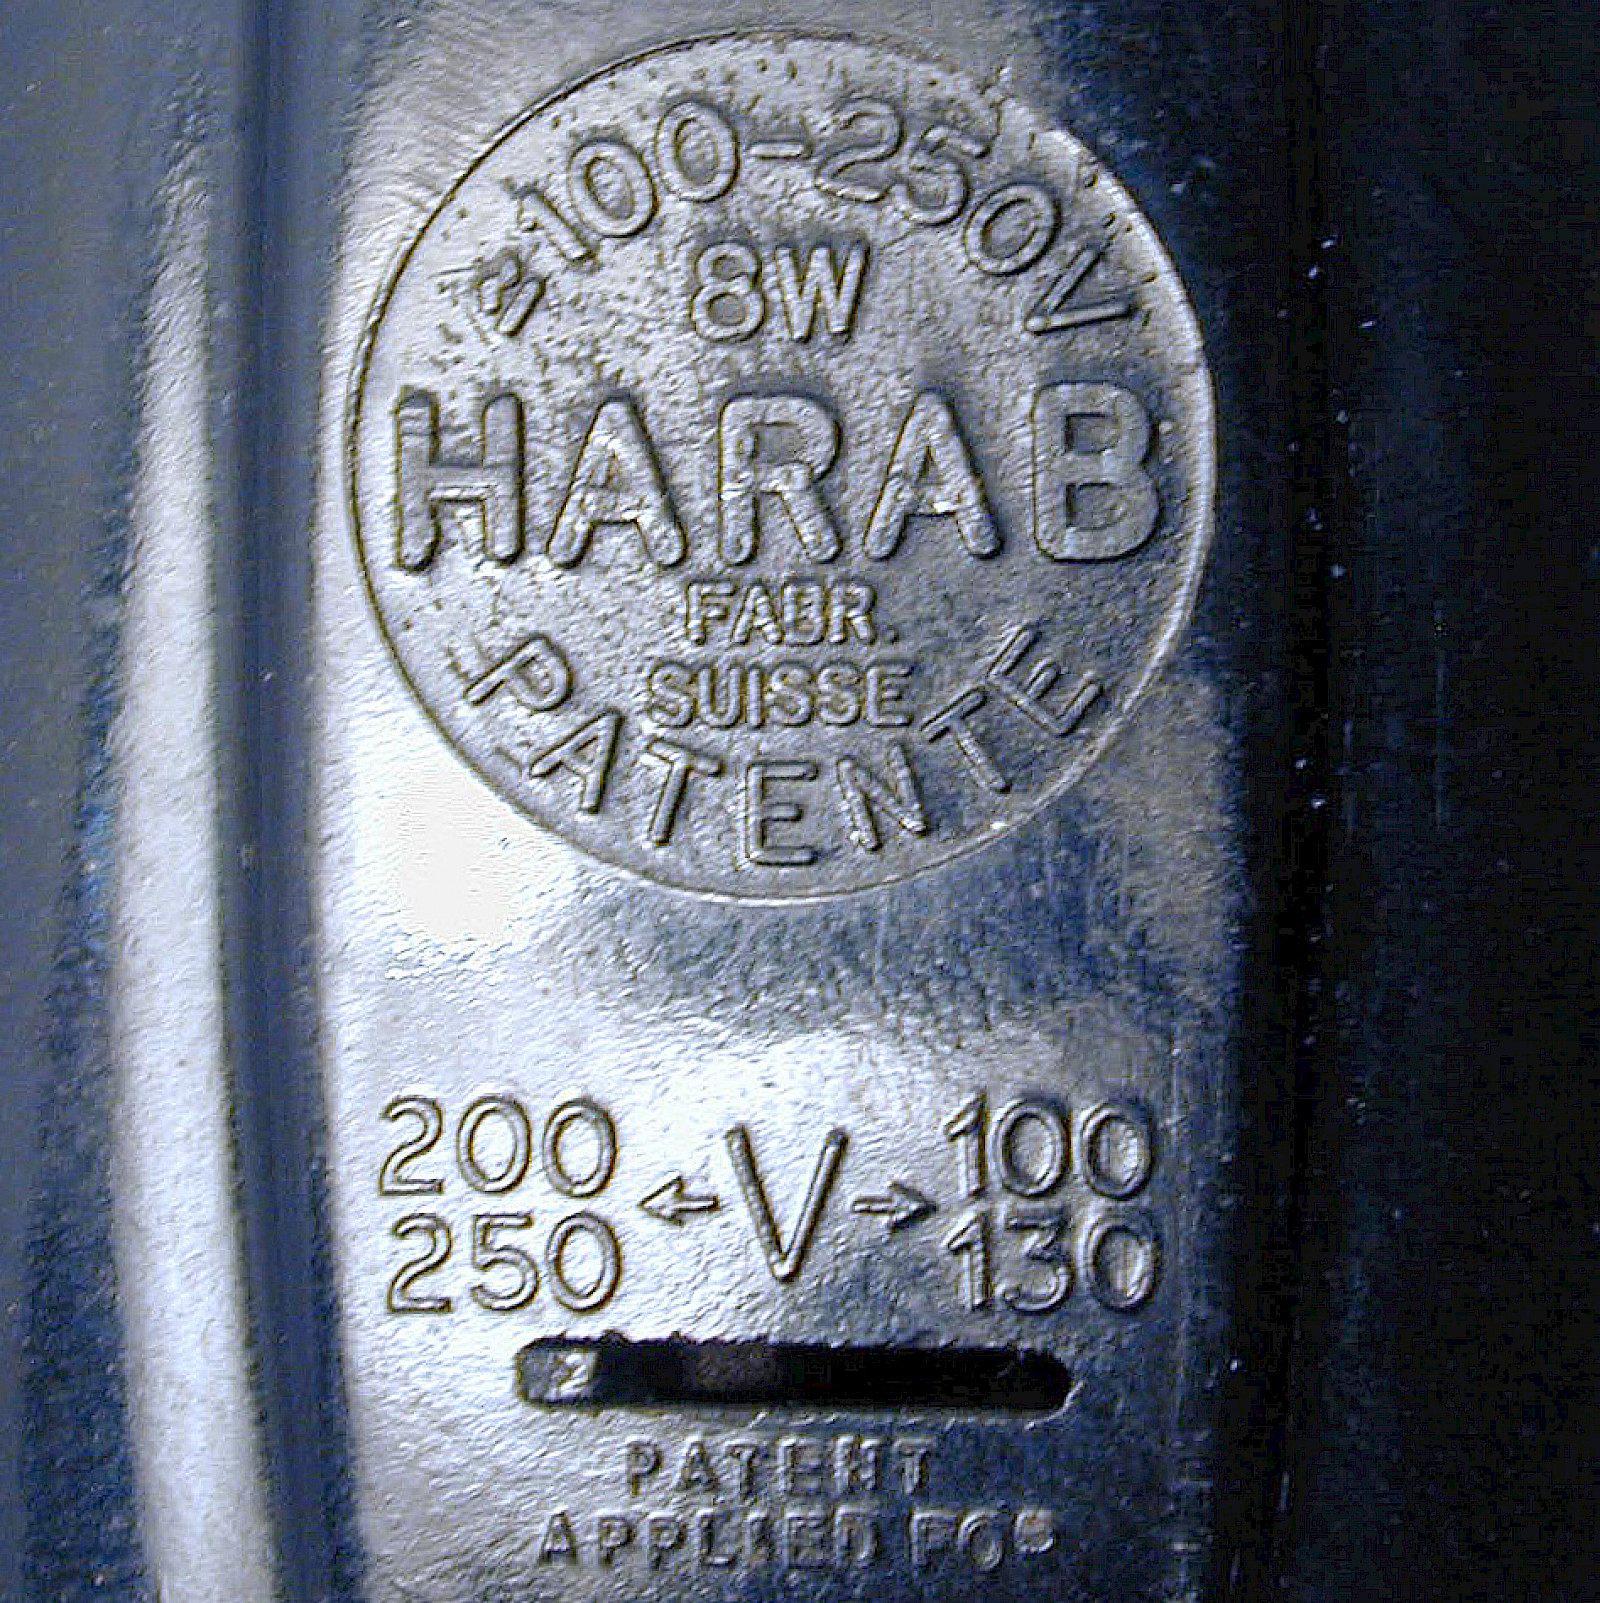 ≂100-250V
8W
HARAB
FABR.
SUISSE
PATENTE
200 ← V → 100
250 130
PATENT
APPLIED FOR